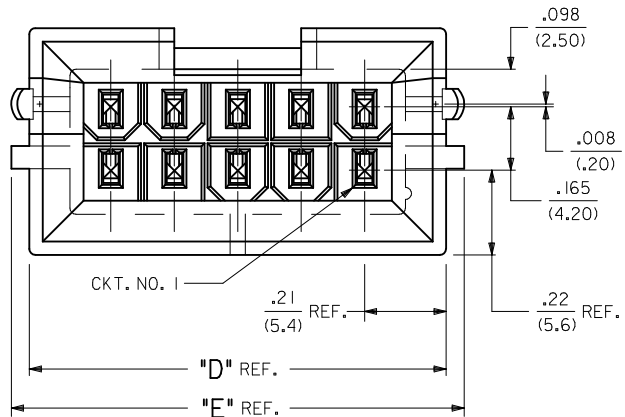 .098
(2.50)
.008
(.20)
.165
(4.20)
CKT. NO. 1
.21
(5.4) REF.
.22
(5.6) REF.
"D" REF.
"E" REF.